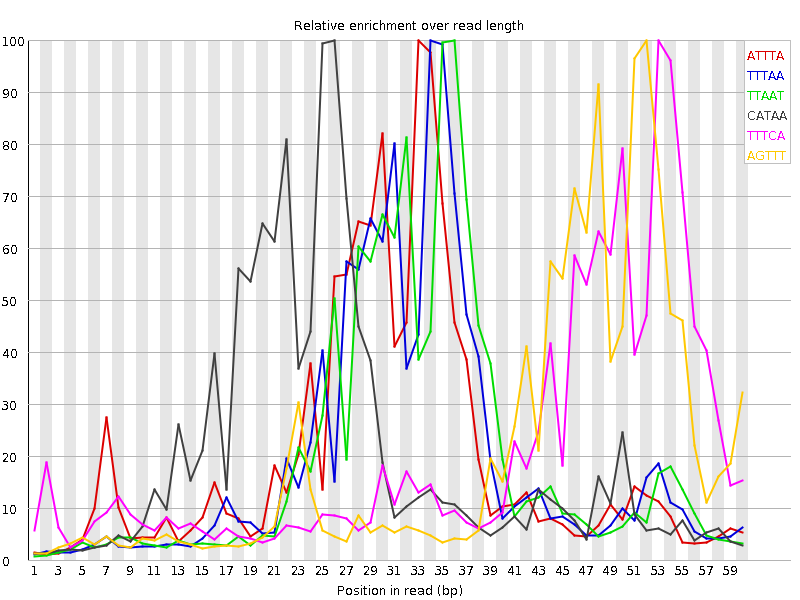 Relative enrichment over read length
100
90
80
70
60
50
40
30
20
10
0
ATTTA
TTTAA
TTAAT
CATAA
TTTCA
AGTTT
1 3 5 7 9 11 13 15 17 19 21 23 25 27 29 31 33 35 37 39 41 43 45 47 49 51 53 55 57 59
Position in read (bp)